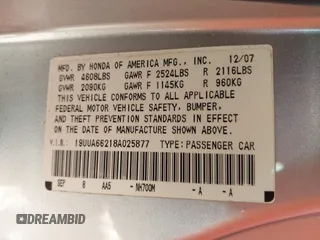 MFD. BY HONDA OF AMERICA MFG., INC. 12/07
GVWR 4608LBS GAWR F 2524LBS R 2116LBS
GVWR 2090KG GAWR F 1145KG R 960KG
THIS VEHICLE CONFORMS TO ALL APPLICABLE
FEDERAL MOTOR VEHICLE SAFETY, BUMPER,
AND THEFT PREVENTION STANDARDS IN EFFECT
ON THE DATE OF MANUFACTURE SHOWN ABOVE.
V.I.N.: 19UUA66218A025877 TYPE:PASSENGER CAR
SEP 8 AA5 - NH700M - A - A
DREAMBID